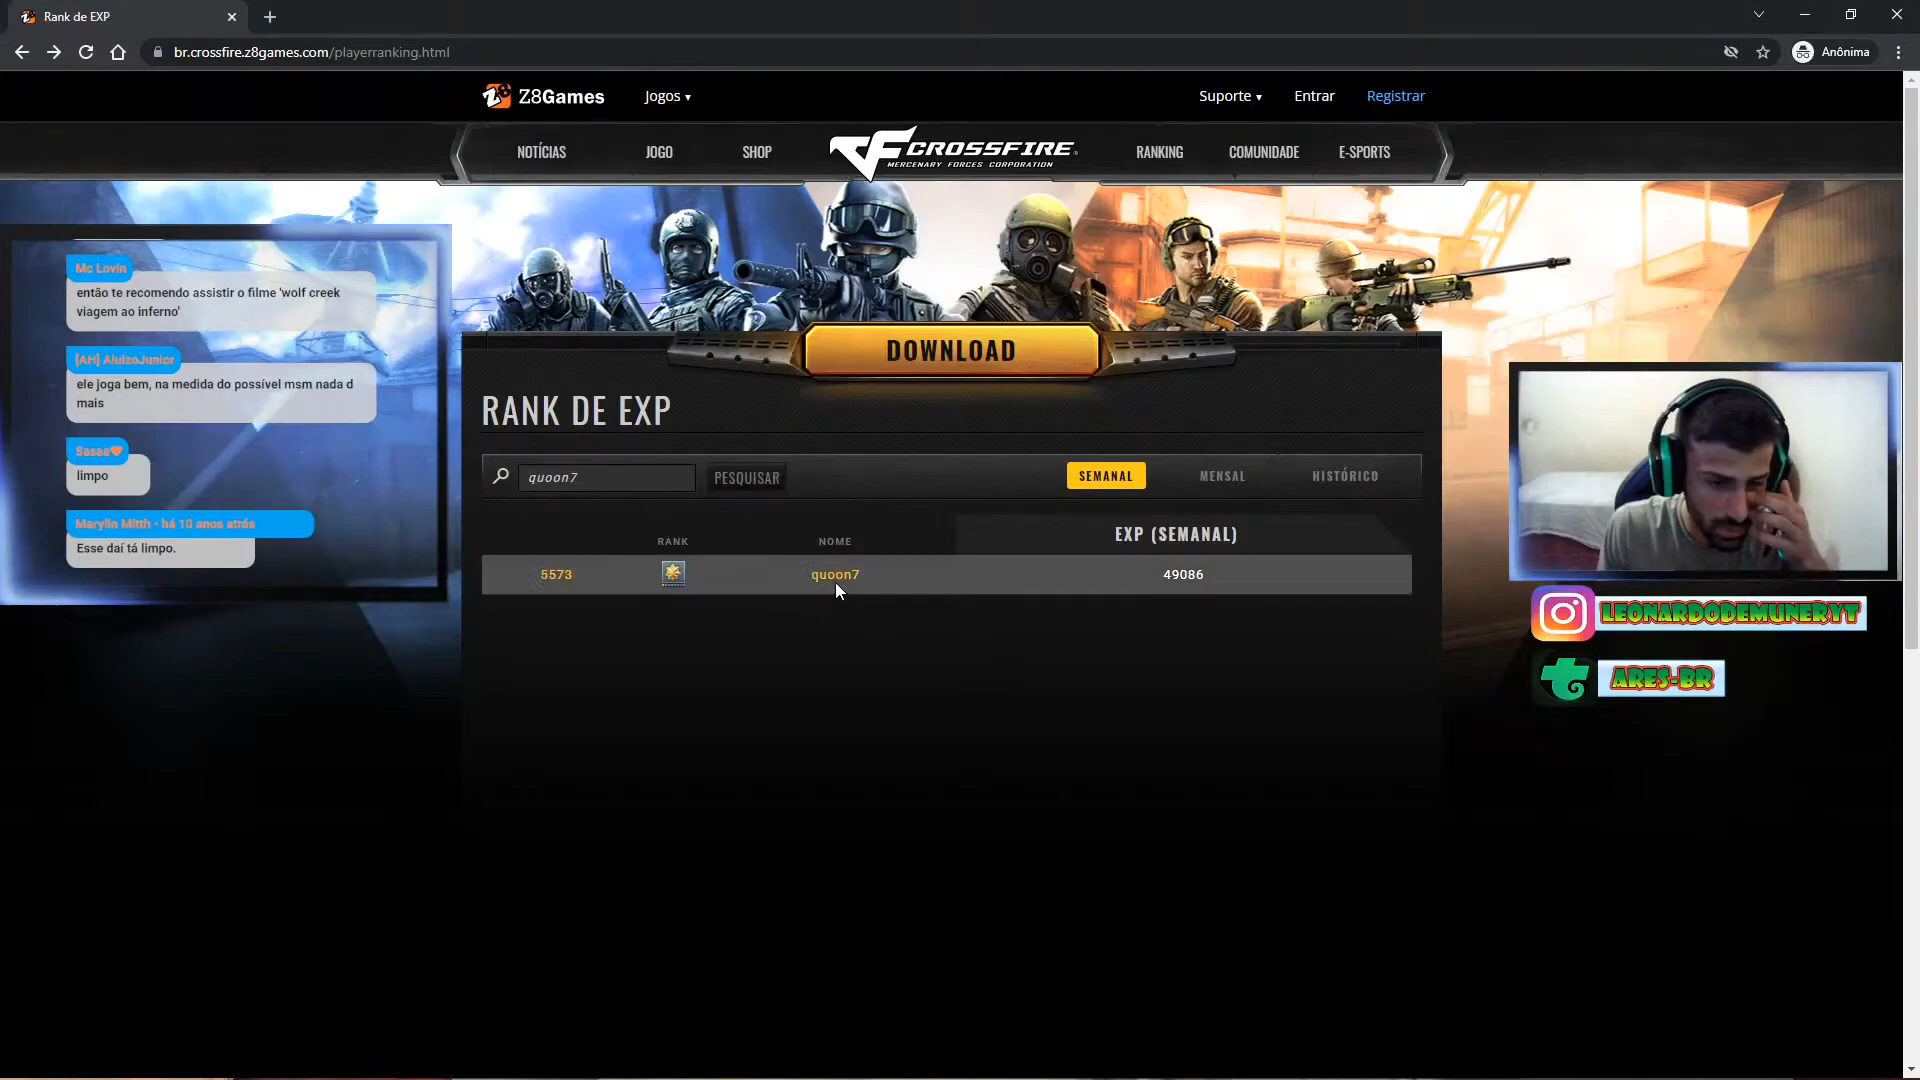 Rank de EXP
br.crossfire.z8games.com/playerranking.html
Anônima
Z8Games
Jogos ▾
Suporte ▾
Entrar
Registrar
NOTÍCIAS
JOGO
SHOP
CROSSFIRE
MERCENARY FORCES CORPORATION
RANKING
COMUNIDADE
E-SPORTS
Mc Lovin
então te recomendo assistir o filme 'wolf creek
viagem ao inferno'
[AH] AluizoJunior
ele joga bem, na medida do possível msm nada d
mais
Sasaa🧡
limpo
Marylin Mitth - há 10 anos atrás
Esse daí tá limpo.
DOWNLOAD
RANK DE EXP
quoon7
PESQUISAR
SEMANAL
MENSAL
HISTÓRICO
RANK
NOME
EXP (SEMANAL)
5573
quoon7
49086
LEONARDODEMUNERYT
ARES-BR